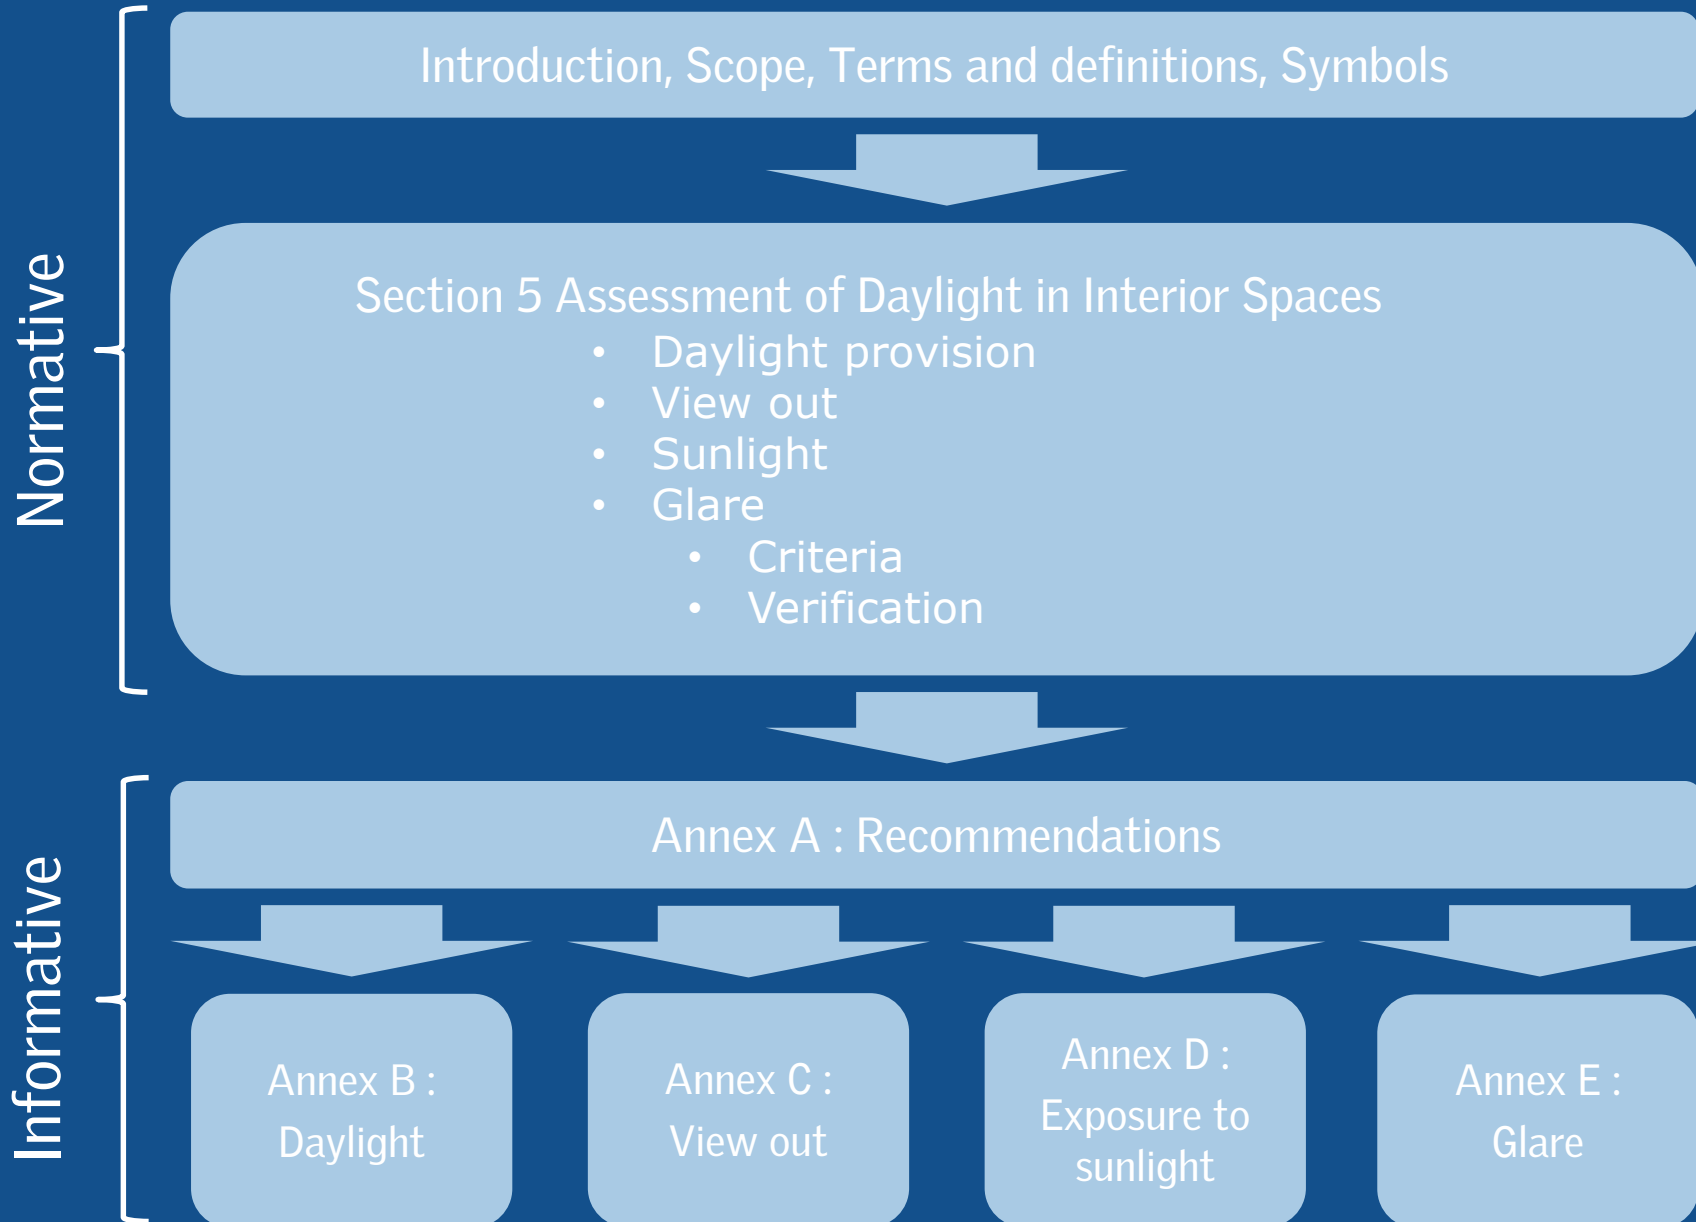 Normative
Introduction, Scope, Terms and definitions, Symbols
Section 5 Assessment of Daylight in Interior Spaces
• Daylight provision
• View out
• Sunlight
• Glare
• Criteria
• Verification
Informative
Annex A : Recommendations
Annex B :
Daylight
Annex C :
View out
Annex D :
Exposure to
sunlight
Annex E :
Glare